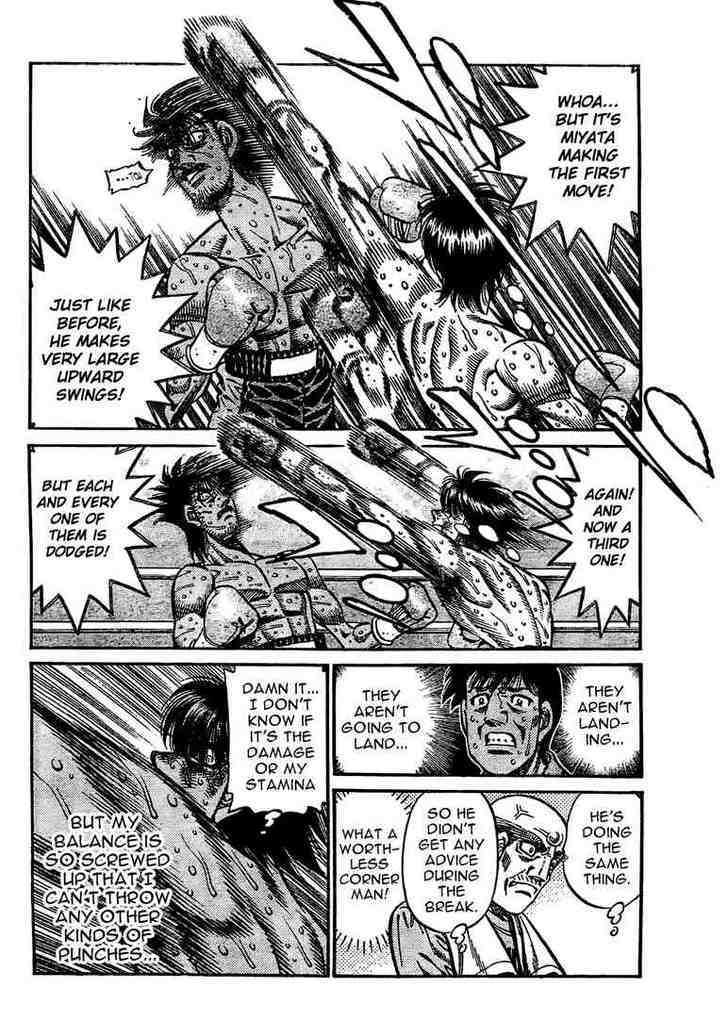 WHOA...
BUT IT'S
MIYATA
MAKING
THE FIRST
MOVE!
JUST LIKE
BEFORE,
HE MAKES
VERY LARGE
UPWARD
SWINGS!
AGAIN!
AND NOW
A THIRD
ONE!
BUT EACH
AND EVERY
ONE OF
THEM IS
DODGED!
THEY
AREN'T
LAND-
ING...
THEY
AREN'T
GOING TO
LAND...
DAMN IT...
I DON'T
KNOW IF
IT'S THE
DAMAGE
OR MY
STAMINA
BUT MY
BALANCE IS
SO SCREWED
UP THAT I
CAN'T THROW
ANY OTHER
KINDS OF
PUNCHES...
HE'S
DOING
THE
SAME
THING.
SO HE
DIDN'T
GET ANY
ADVICE
DURING
THE
BREAK.
WHAT A
WORTH-
LESS
CORNER
MAN!